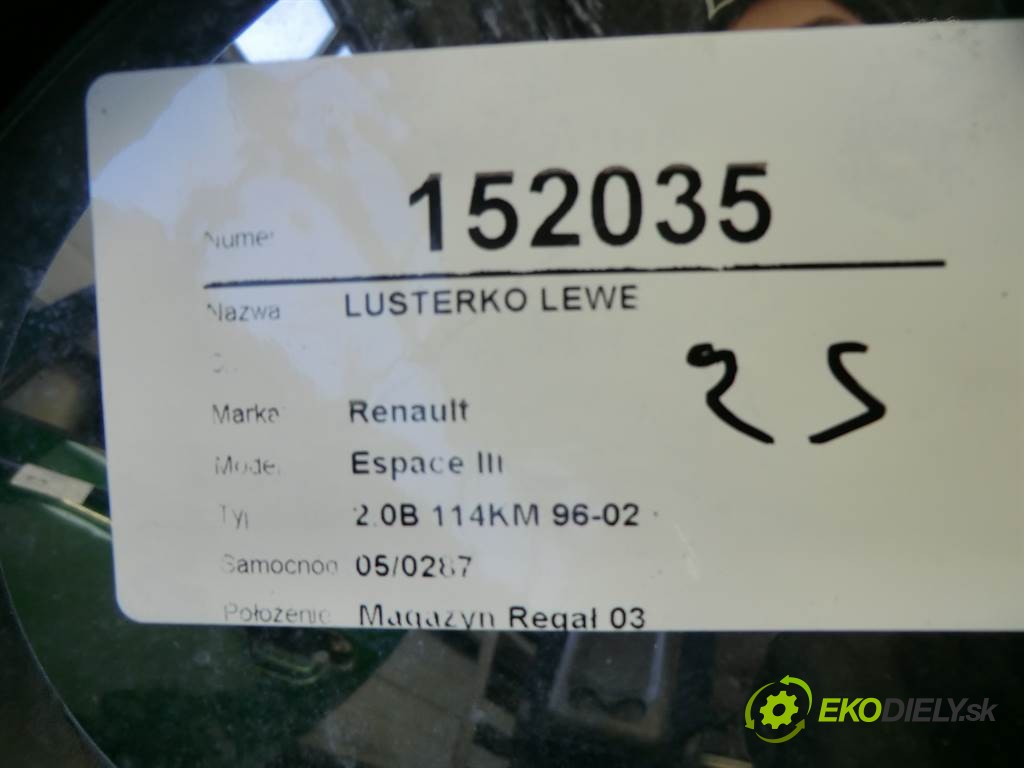 Numer 152035
Nazwa LUSTERKO LEWE
Marka Renault
Model Espace III
Typ 2.0B 114KM 96-02
Samochód 05/0287
Położenie Magazyn Regał 03
EKODIELY.sk